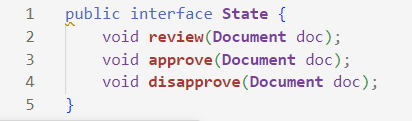 1 public interface State {
2     void review(Document doc);
3     void approve(Document doc);
4     void disapprove(Document doc);
5 }